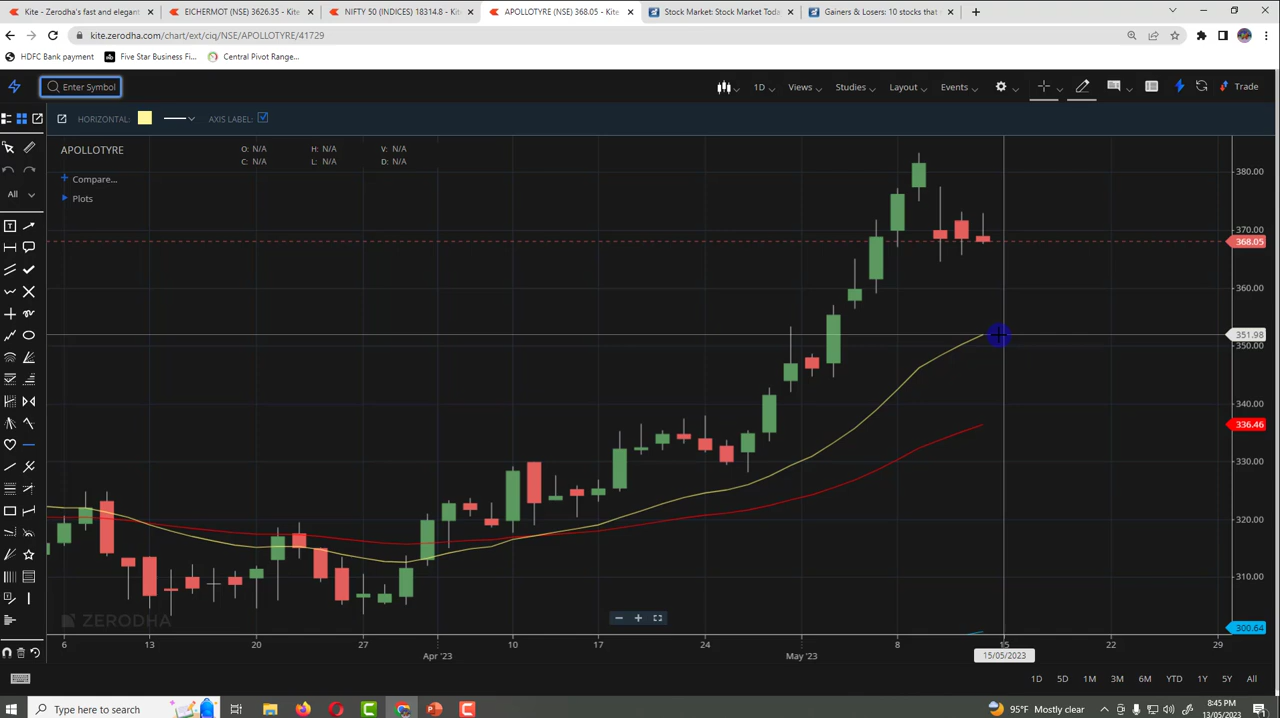 Kite - Zerodha's fast and elegant
EICHERMOT (NSE) 3626.35 - Kite
NIFTY 50 (INDICES) 18314.8 - Kite
APOLLOTYRE (NSE) 368.05 - Kite
Stock Market: Stock Market Today
Gainers & Losers: 10 stocks that
kite.zerodha.com/chart/ext/ciq/NSE/APOLLOTYRE/41729
HDFC Bank payment
Five Star Business Fi...
Central Pivot Range...
Enter Symbol
1D
Views
Studies
Layout
Events
Trade
HORIZONTAL:
AXIS LABEL:
APOLLOTYRE
O: N/A H: N/A V: N/A
C: N/A L: N/A D: N/A
Compare...
Plots
All
380.00
370.00
368.05
360.00
351.98
350.00
340.00
336.46
330.00
320.00
310.00
300.64
ZERODHA
6 13 20 27 10 17 24 8 15 22 29
Apr '23 May '23
15/05/2023
1D 5D 1M 3M 6M YTD 1Y 5Y All
Type here to search
95°F Mostly clear
8:45 PM
13/05/2023